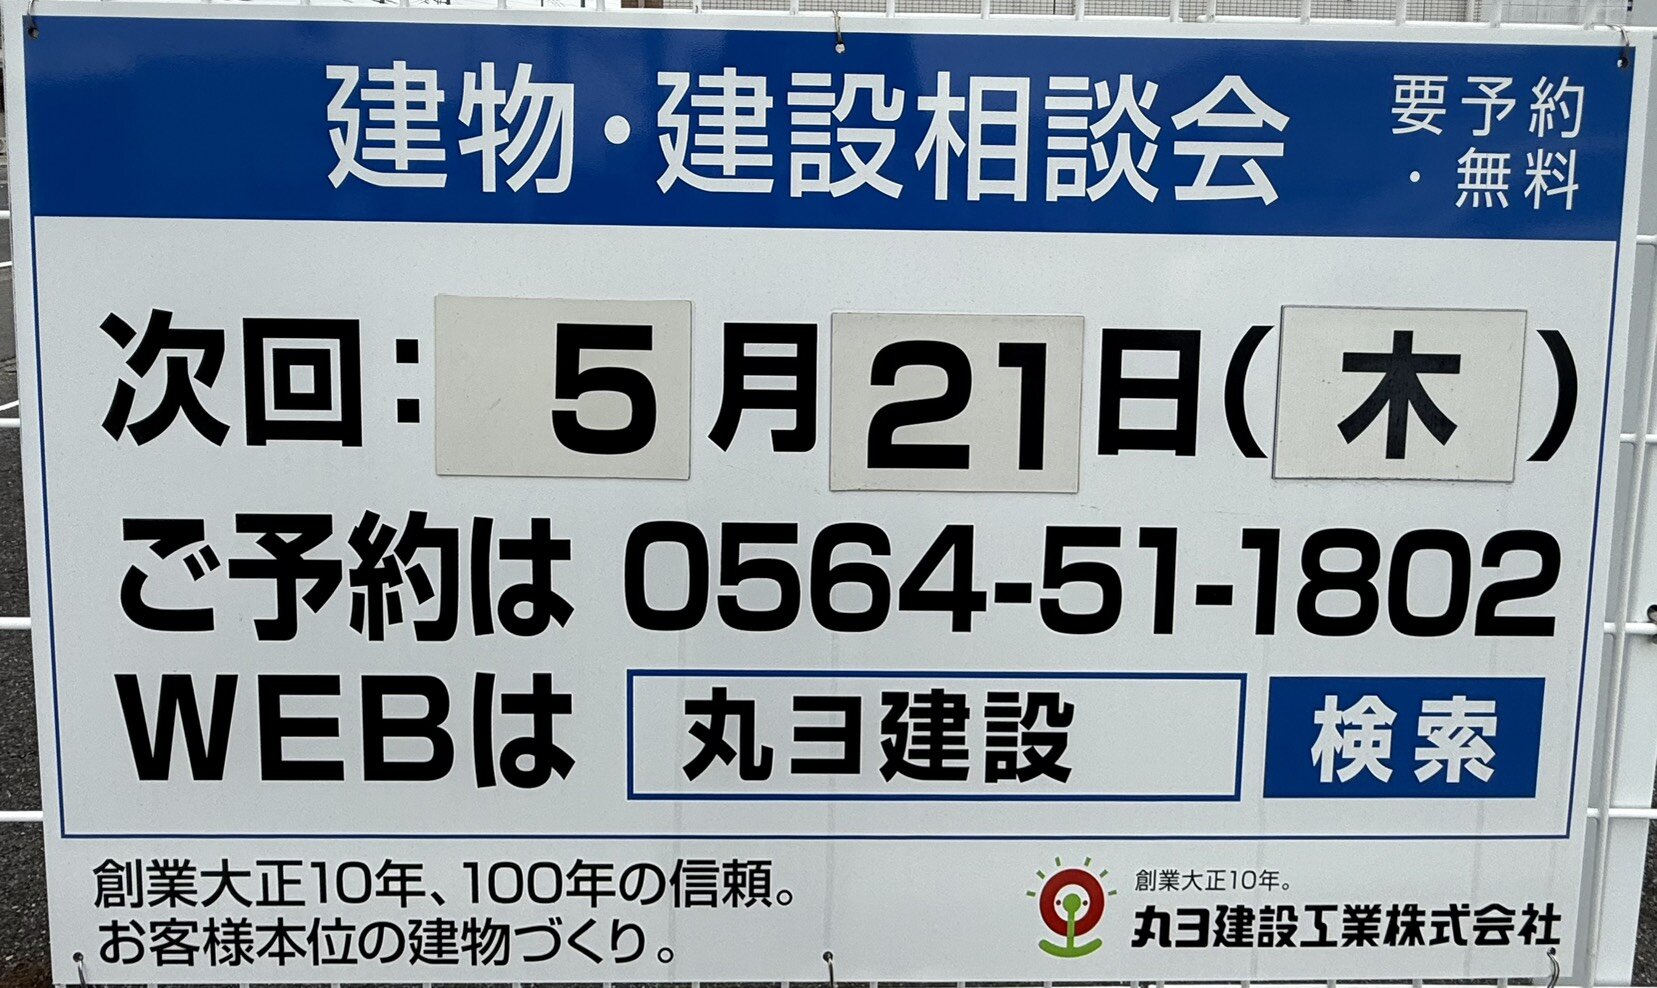 建物・建設相談会
要予約
・無料
次回：5月21日(木)
ご予約は 0564-51-1802
WEBは 丸ヨ建設 検索
創業大正10年、100年の信頼。
お客様本位の建物づくり。
創業大正10年。
丸ヨ建設工業株式会社